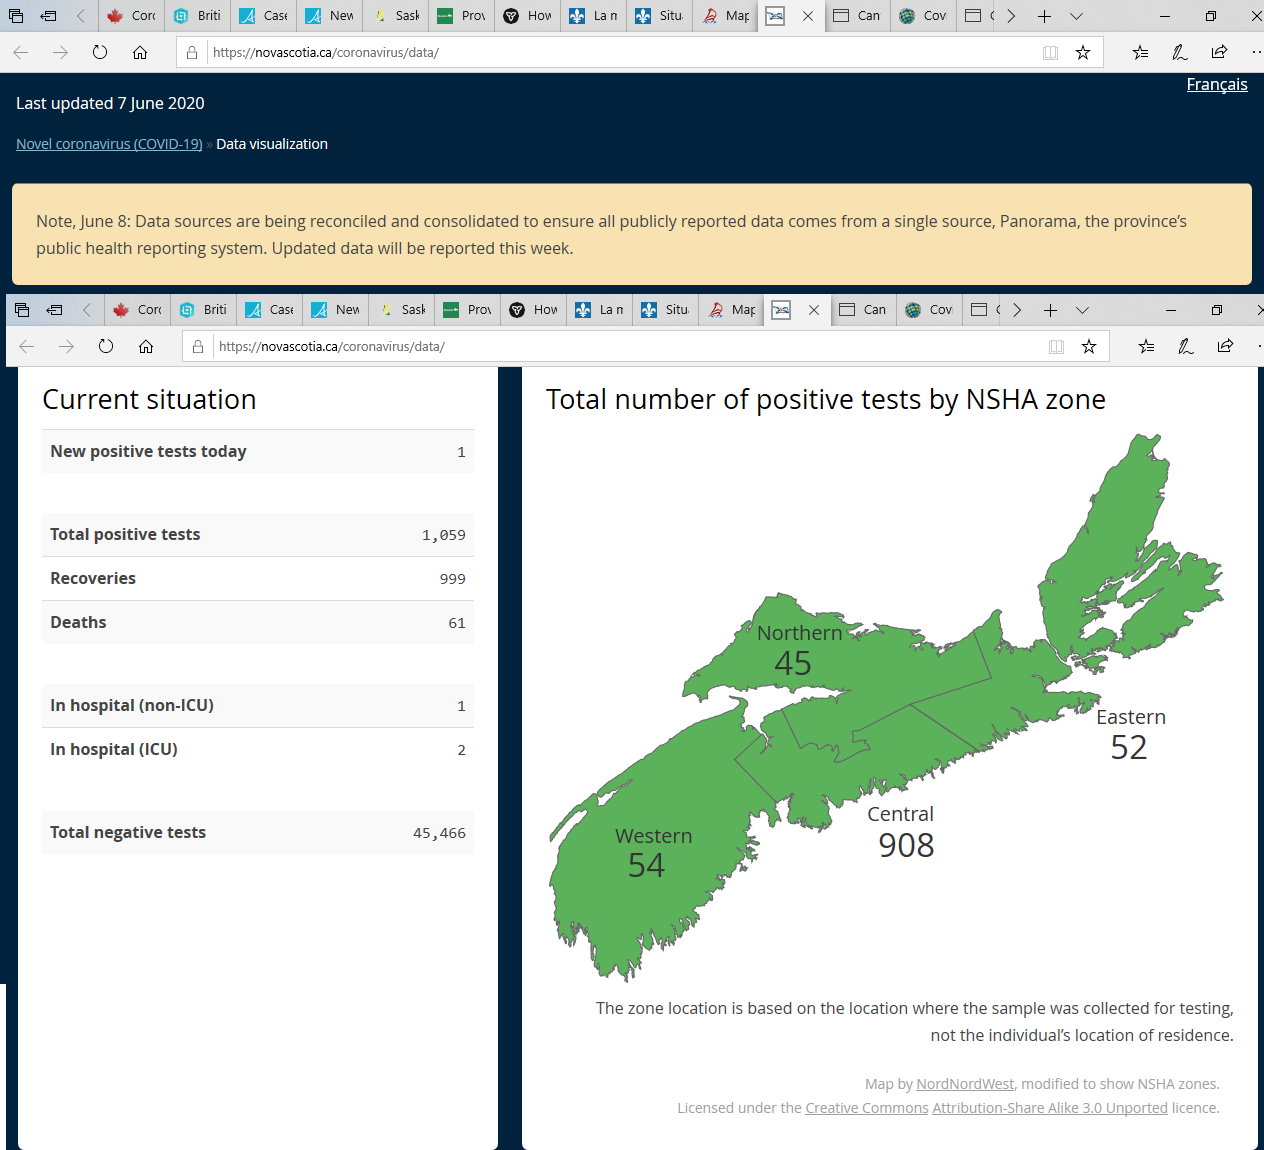 Corc
Briti
Case
New
Sask
Prov
How
La m
Situ
Map
Can
Cov
https://novascotia.ca/coronavirus/data/
Français
Last updated 7 June 2020
Novel coronavirus (COVID-19) » Data visualization
Note, June 8: Data sources are being reconciled and consolidated to ensure all publicly reported data comes from a single source, Panorama, the province's
public health reporting system. Updated data will be reported this week.
Corc
Briti
Case
New
Sask
Prov
How
La m
Situ
Map
Can
Cov
https://novascotia.ca/coronavirus/data/
Current situation
New positive tests today 1
Total positive tests 1,059
Recoveries 999
Deaths 61
In hospital (non-ICU) 1
In hospital (ICU) 2
Total negative tests 45,466
Total number of positive tests by NSHA zone
Northern
45
Eastern
52
Central
908
Western
54
The zone location is based on the location where the sample was collected for testing,
not the individual's location of residence.
Map by NordNordWest, modified to show NSHA zones.
Licensed under the Creative Commons Attribution-Share Alike 3.0 Unported licence.